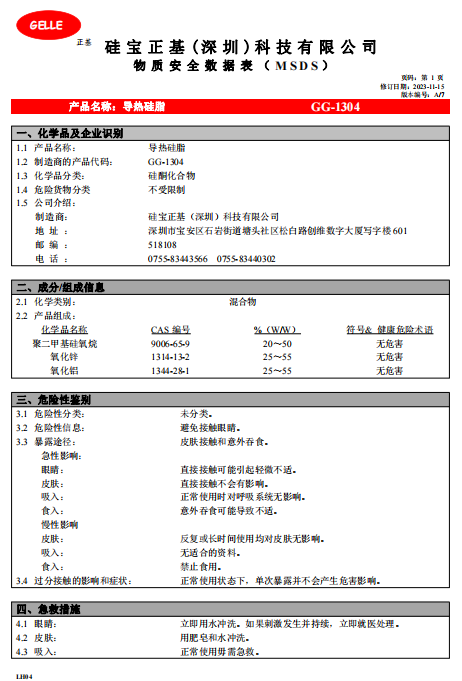 GELLE
正基
硅宝正基(深圳)科技有限公司
物质安全数据表（MSDS）
页码：第 1 页
修订日期：2023-11-15
版本编号：A/7
产品名称：导热硅脂 GG-1304
一、化学品及企业识别
1.1 产品名称： 导热硅脂
1.2 制造商的产品代码： GG-1304
1.3 化学品分类： 硅酮化合物
1.4 危险货物分类 不受限制
1.5 公司介绍：
制造商： 硅宝正基（深圳）科技有限公司
地 址 ： 深圳市宝安区石岩街道塘头社区松白路创维数字大厦写字楼 601
邮 编 ： 518108
电 话 ： 0755-83443566 0755-83440302
二、成分/组成信息
2.1 化学类别： 混合物
2.2 产品组成：
化学品名称 CAS 编号 %（W/W） 符号& 健康危险术语
聚二甲基硅氧烷 9006-65-9 20～50 无危害
氧化锌 1314-13-2 25～55 无危害
氧化铝 1344-28-1 25～55 无危害
三、危险性鉴别
3.1 危险性分类： 未分类。
3.2 危险性信息： 避免接触眼睛。
3.3 暴露途径： 皮肤接触和意外吞食。
急性影响：
眼睛： 直接接触可能引起轻微不适。
皮肤： 直接接触不会有影响。
吸入： 正常使用时对呼吸系统无影响。
食入： 意外吞食可能导致不适。
慢性影响
皮肤： 反复或长时间使用均对皮肤无影响。
吸入： 无适合的资料。
食入： 禁止食用。
3.4 过分接触的影响和症状： 正常使用状态下，单次暴露并不会产生危害影响。
四、急救措施
4.1 眼睛： 立即用水冲洗。如果刺激发生并持续，立即就医处理。
4.2 皮肤： 用肥皂和水冲洗。
4.3 吸入： 正常使用毋需急救。